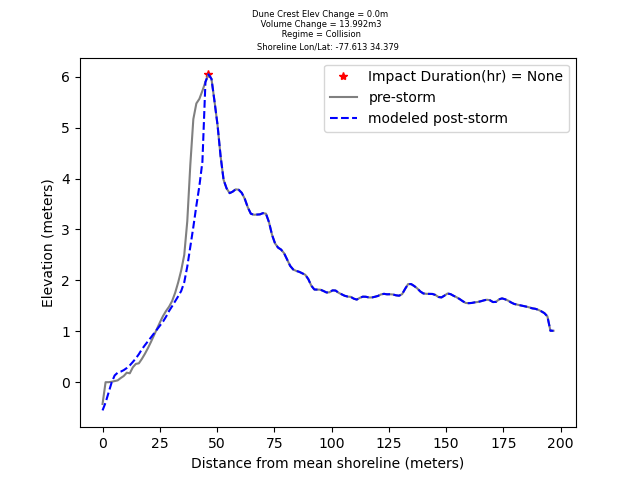 Dune Crest Elev Change = 0.0m
Volume Change = 13.992m3
Regime = Collision
Shoreline Lon/Lat: -77.613 34.379
Impact Duration(hr) = None
pre-storm
modeled post-storm
Elevation (meters)
6
5
4
3
2
1
0
0 25 50 75 100 125 150 175 200
Distance from mean shoreline (meters)